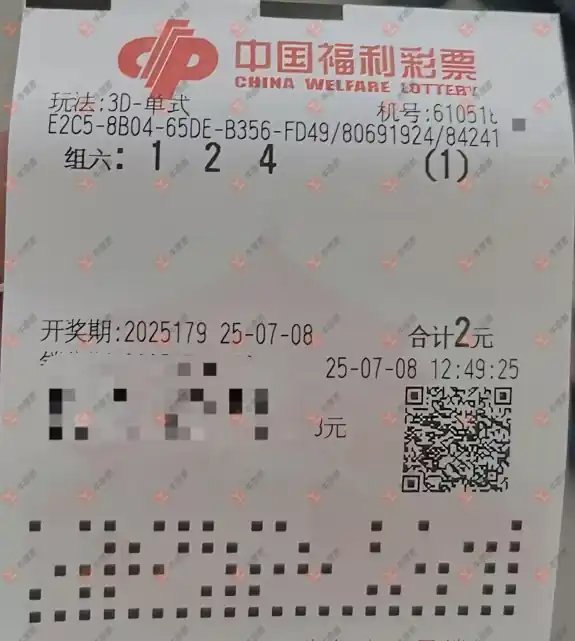 中国福利彩票
CHINA WELFARE LOTTERY
玩法:3D-单式 机号:610518
E2C5-8B04-65DE-B356-FD49/80691924/84241
组六: 1 2 4 (1)
开奖期:2025179 25-07-08 合计2元
25-07-08 12:49:25
元